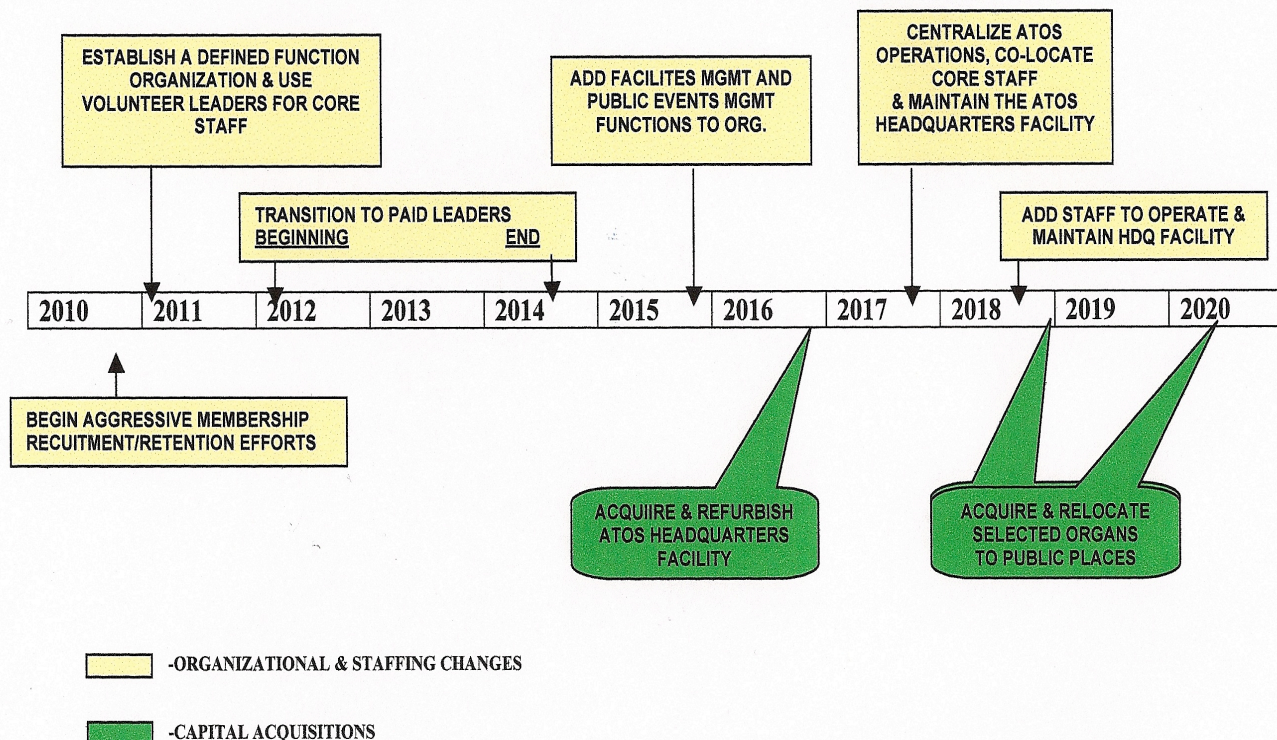 ESTABLISH A DEFINED FUNCTION
ORGANIZATION & USE
VOLUNTEER LEADERS FOR CORE
STAFF
ADD FACILITES MGMT AND
PUBLIC EVENTS MGMT
FUNCTIONS TO ORG.
CENTRALIZE ATOS
OPERATIONS, CO-LOCATE
CORE STAFF
& MAINTAIN THE ATOS
HEADQUARTERS FACILITY
TRANSITION TO PAID LEADERS
BEGINNING END
ADD STAFF TO OPERATE &
MAINTAIN HDQ FACILITY
2010 2011 2012 2013 2014 2015 2016 2017 2018 2019 2020
BEGIN AGGRESSIVE MEMBERSHIP
RECUITMENT/RETENTION EFFORTS
ACQUIIRE & REFURBISH
ATOS HEADQUARTERS
FACILITY
ACQUIRE & RELOCATE
SELECTED ORGANS
TO PUBLIC PLACES
-ORGANIZATIONAL & STAFFING CHANGES
-CAPITAL ACQUISITIONS